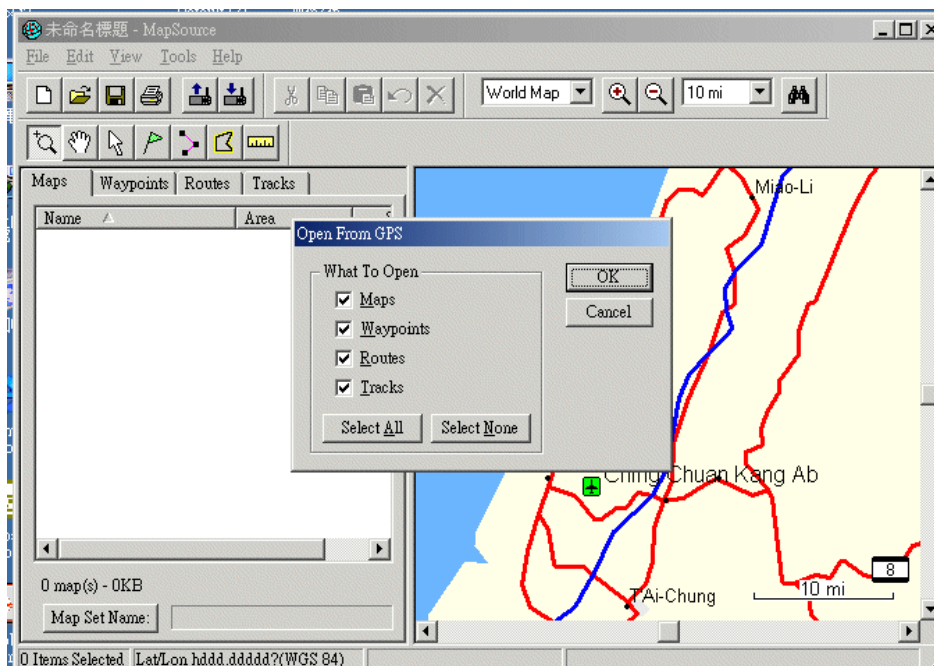 未命名標題 - MapSource
File Edit View Tools Help
World Map 10 mi
Maps Waypoints Routes Tracks
Name Area
Open From GPS
What To Open
Maps
Waypoints
Routes
Tracks
Select All Select None
OK
Cancel
Miao-Li
Ching Chuan Kang Ab
T'Ai-Chung
8
10 mi
0 map(s) - 0KB
Map Set Name:
0 Items Selected Lat/Lon hddd.ddddd?(WGS 84)